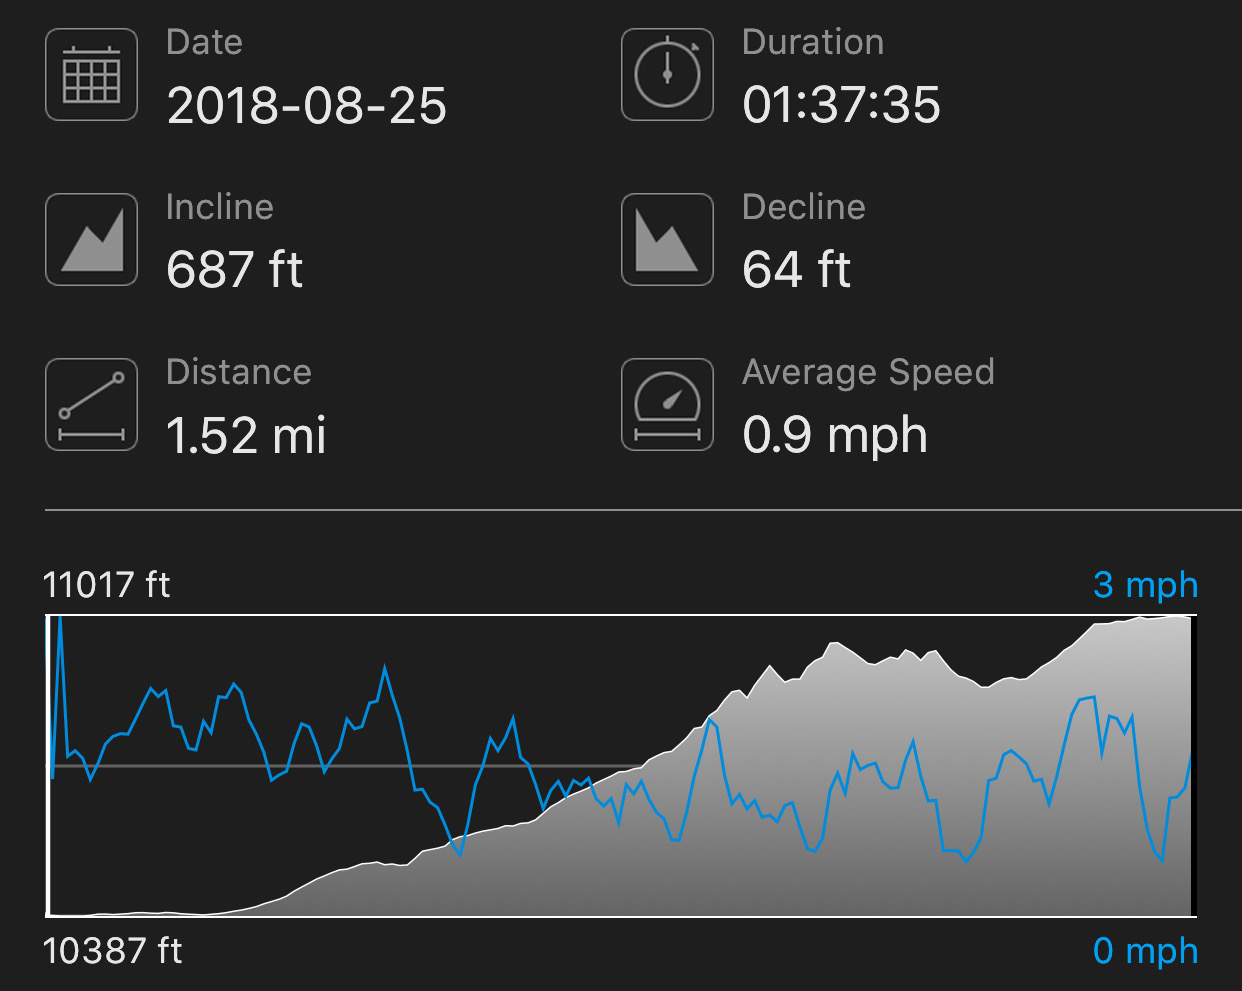 Date
2018-08-25
Duration
01:37:35
Incline
687 ft
Decline
64 ft
Distance
1.52 mi
Average Speed
0.9 mph
11017 ft
3 mph
10387 ft
0 mph